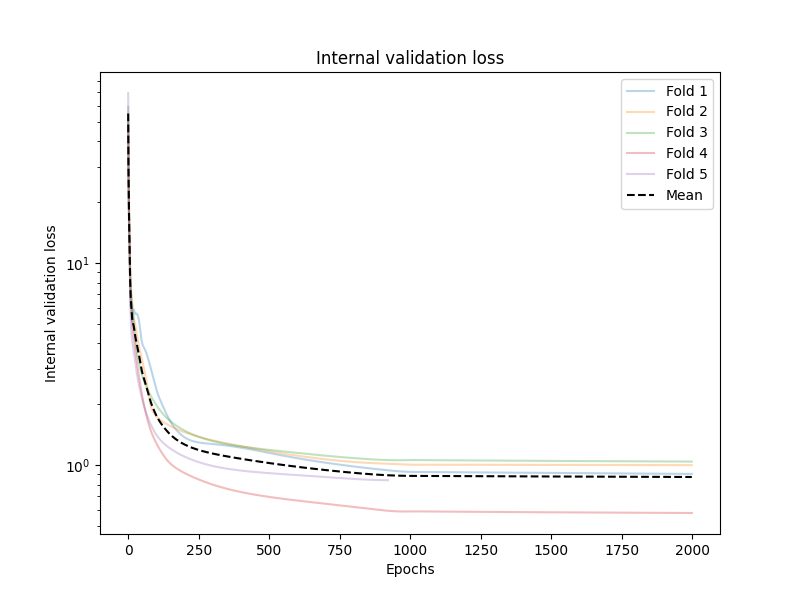 Internal validation loss
Internal validation loss
10¹
10⁰
Fold 1
Fold 2
Fold 3
Fold 4
Fold 5
Mean
0 250 500 750 1000 1250 1500 1750 2000
Epochs